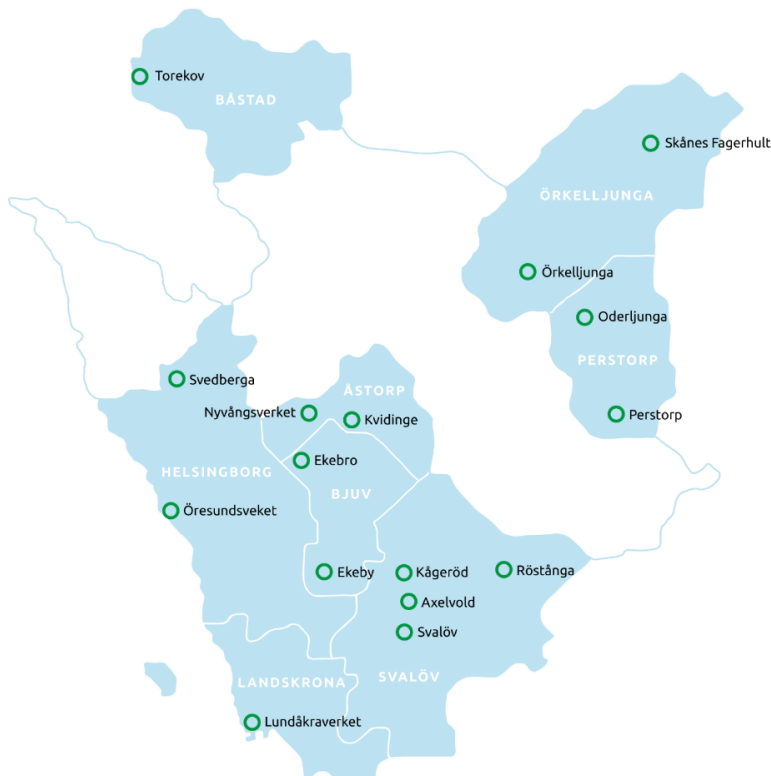 Torekov
BÅSTAD
Skånes Fagerhult
ÖRKELLJUNGA
Örkelljunga
Oderljunga
PERSTORP
Perstorp
Svedberga
ÅSTORP
Nyvångsverket
Kvidinge
Ekebro
HELSINGBORG
BJUV
Öresundsveket
Ekeby
Kågeröd
Röstånga
Axelvold
Svalöv
SVALÖV
LANDSKRONA
Lundåkraverket